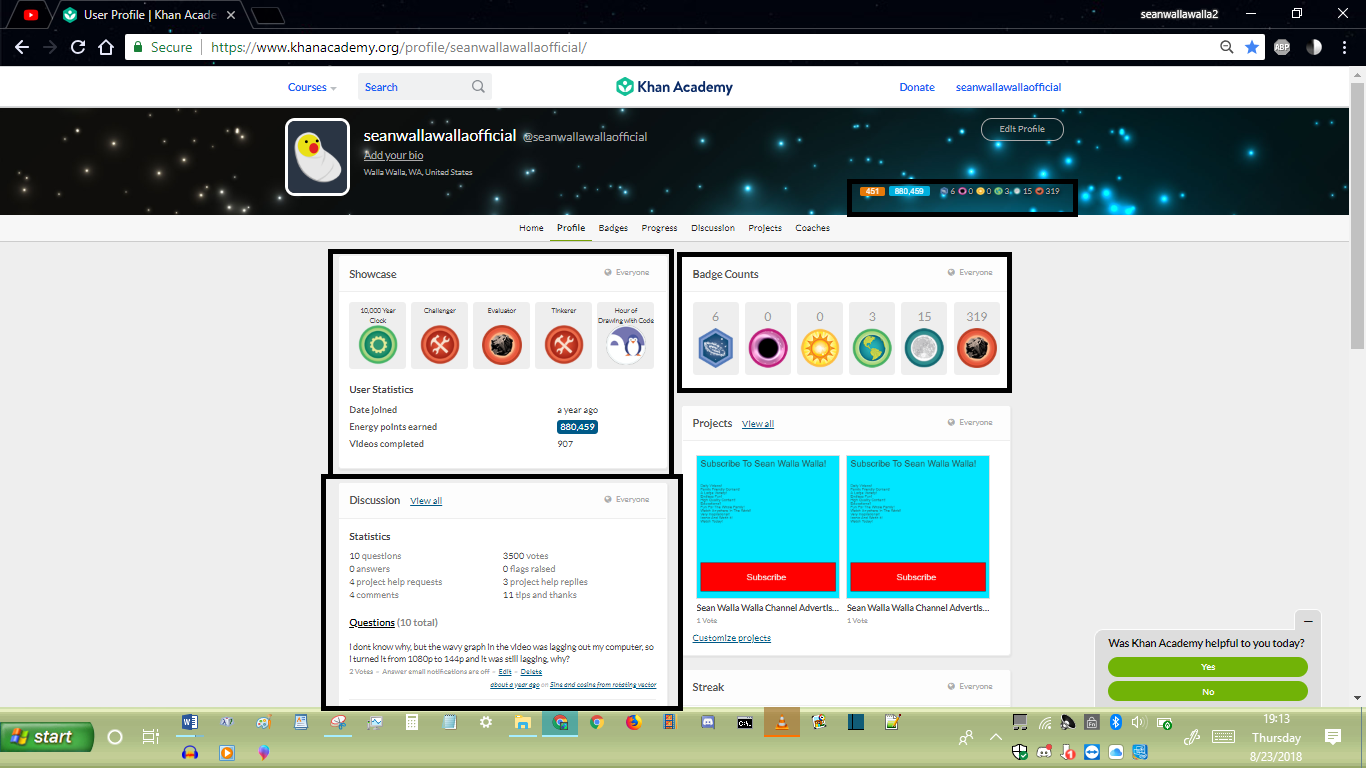 User Profile | Khan Acade
seanwallawalla2
Secure
https://www.khanacademy.org/profile/seanwallawallaofficial/
ABP
Courses
Search
Khan Academy
Donate
seanwallawallaofficial
seanwallawallaofficial @seanwallawallaofficial
Add your bio
Walla Walla, WA, United States
Edit Profile
451 880,459 6 0 0 3 15 319
Home Profile Badges Progress Discussion Projects Coaches
Showcase
Everyone
10,000 Year Clock
Challenger
Evaluator
Tinkerer
Hour of Drawing with Code
User Statistics
Date Joined a year ago
Energy points earned 880,459
Videos completed 907
Badge Counts
Everyone
6 0 0 3 15 319
Discussion View all
Everyone
Statistics
10 questions 3500 votes
0 answers 0 flags raised
4 project help requests 3 project help replies
4 comments 11 tips and thanks
Questions (10 total)
I dont know why, but the wavy graph in the video was lagging out my computer, so
I turned it from 1080p to 144p and it was still lagging, why?
2 Votes – Answer email notifications are off – Edit – Delete
about a year ago on Sine and cosine from rotating vector
Projects View all
Everyone
Subscribe To Sean Walla Walla!
Subscribe
Sean Walla Walla Channel Advertis...
1 Vote
Subscribe To Sean Walla Walla!
Subscribe
Sean Walla Walla Channel Advertis...
1 Vote
Customize projects
Streak
Everyone
Was Khan Academy helpful to you today?
Yes
No
start
19:13
Thursday
8/23/2018